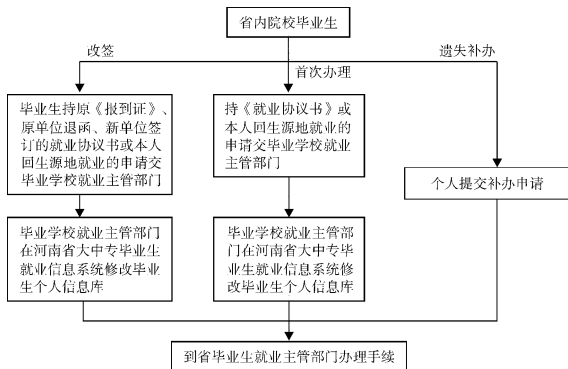 省内院校毕业生
改签
首次办理
遗失补办
毕业生持原《报到证》、
原单位退函、新单位签
订的就业协议书或本人
回生源地就业的申请交
毕业学校就业主管部门
持《就业协议书》或
本人回生源地就业的
申请交毕业学校就业
主管部门
个人提交补办申请
毕业学校就业主管部门
在河南省大中专毕业生
就业信息系统修改毕业
生个人信息库
毕业学校就业主管部
门在河南省大中专毕
业生就业信息系统修
改毕业生个人信息库
到省毕业生就业主管部门办理手续